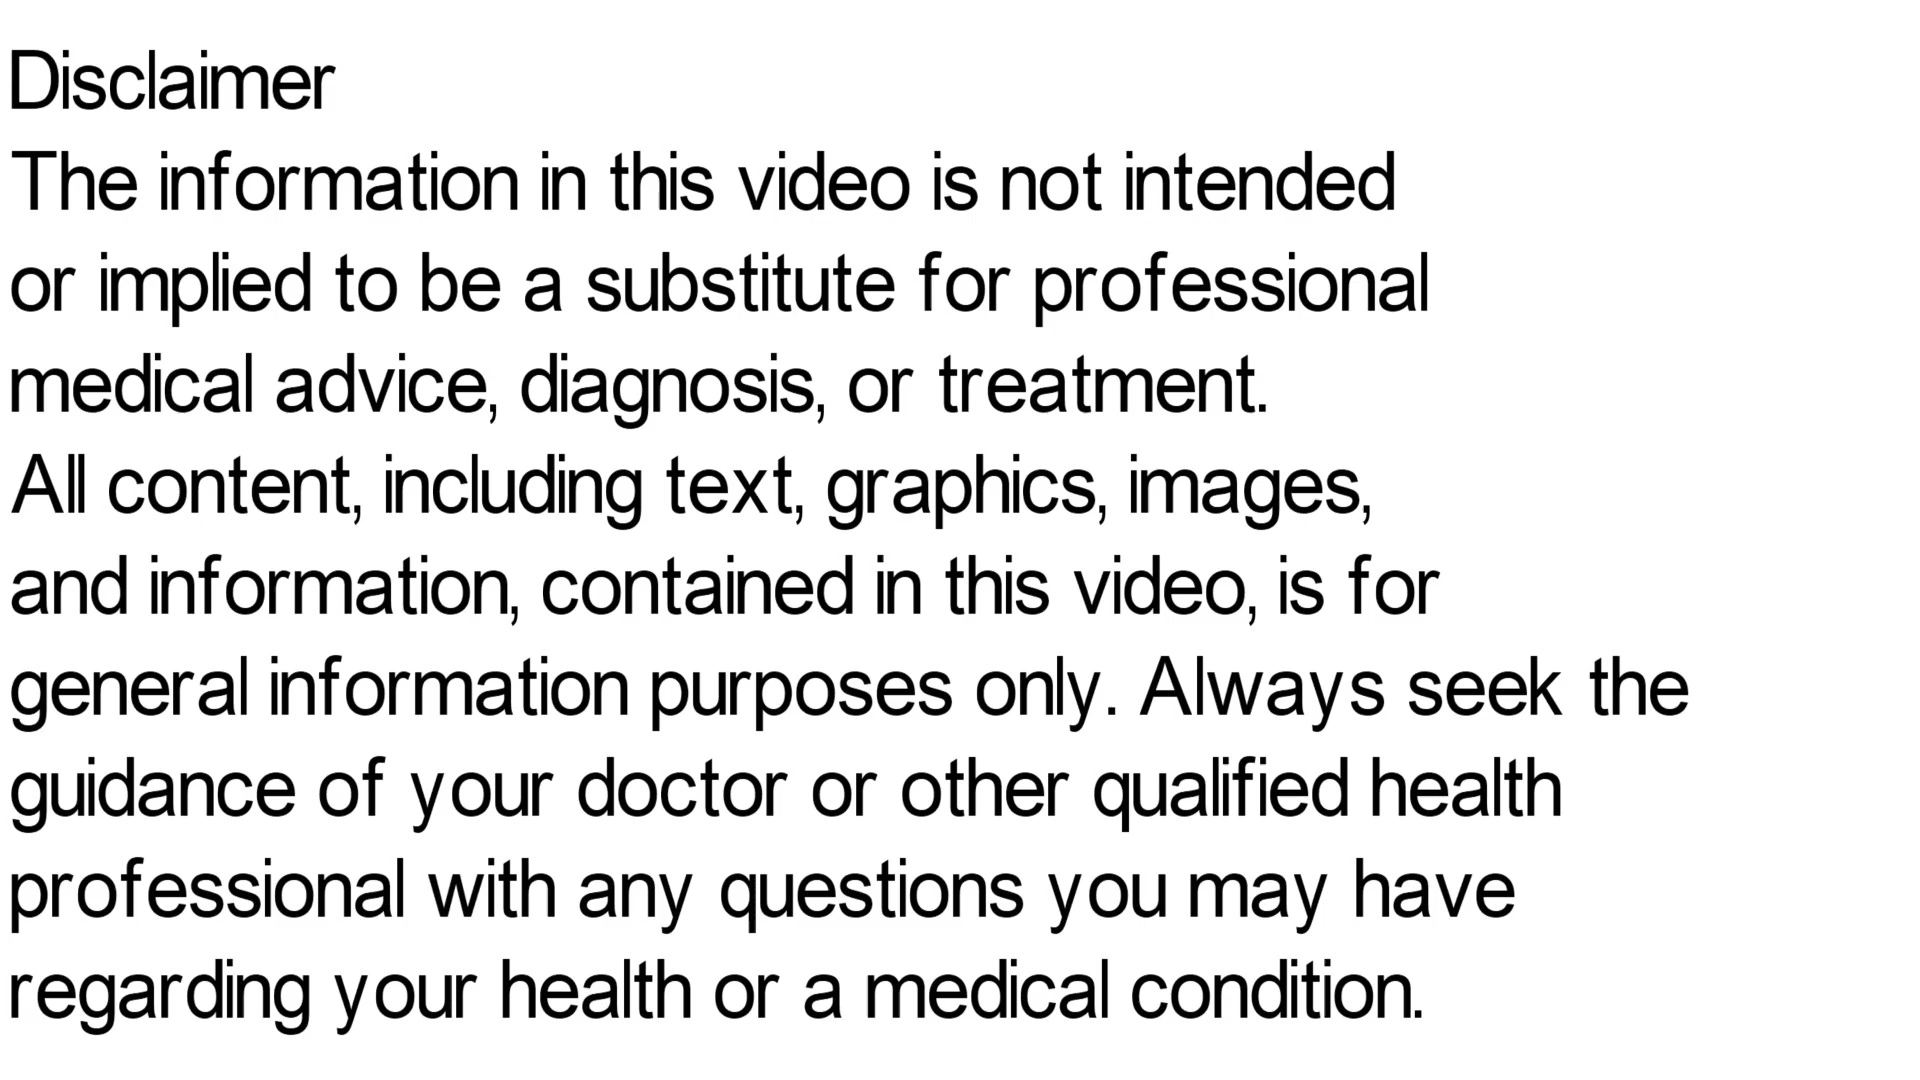 Disclaimer
The information in this video is not intended
or implied to be a substitute for professional
medical advice, diagnosis, or treatment.
All content, including text, graphics, images,
and information, contained in this video, is for
general information purposes only. Always seek the
guidance of your doctor or other qualified health
professional with any questions you may have
regarding your health or a medical condition.